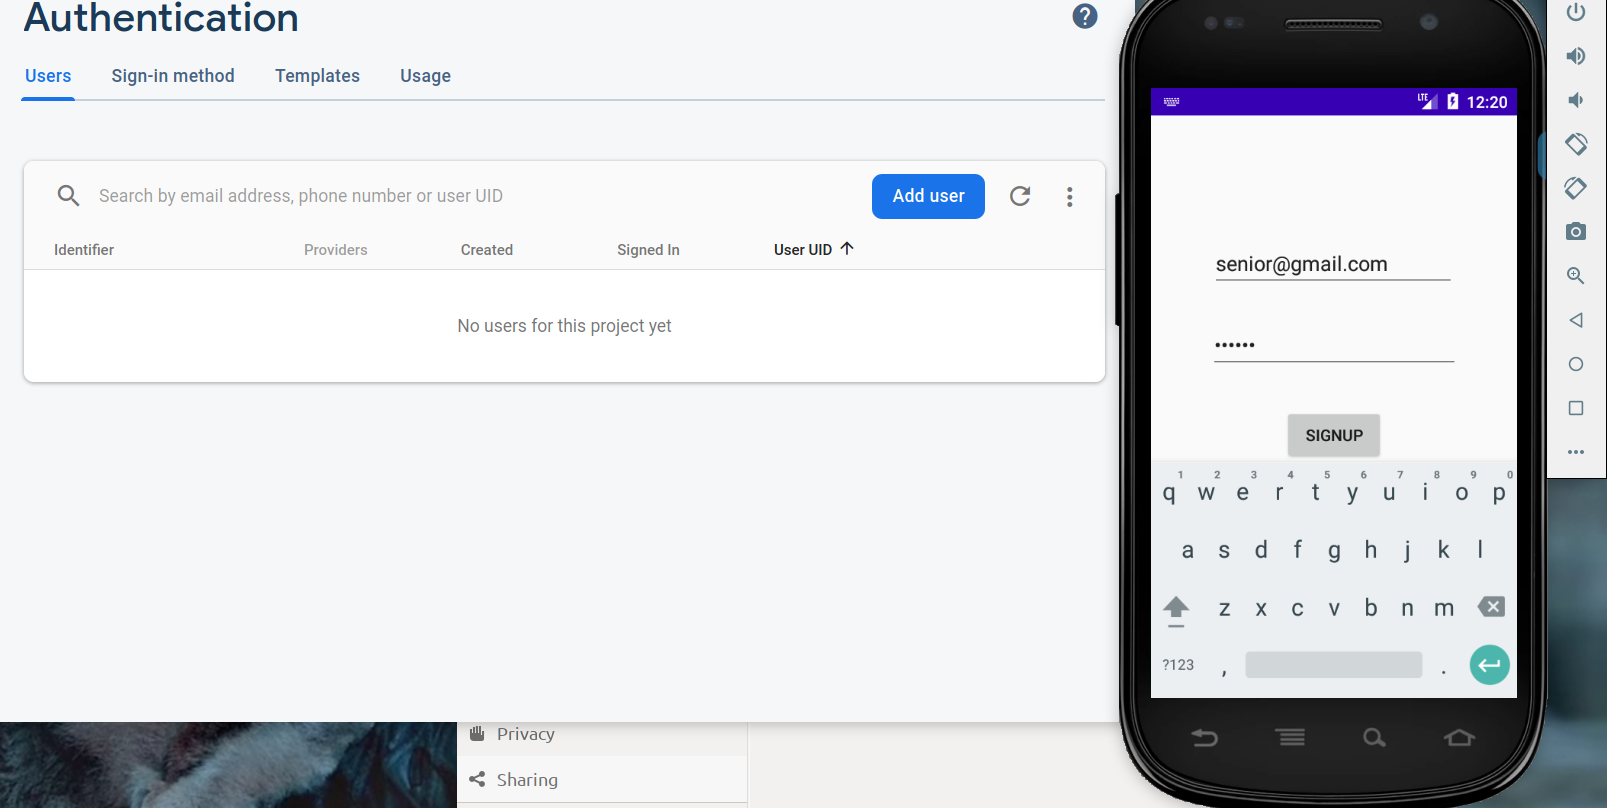 Authentication
Users Sign-in method Templates Usage
Search by email address, phone number or user UID
Add user
Identifier Providers Created Signed In User UID
No users for this project yet
Privacy
Sharing
LTE 12:20
senior@gmail.com
••••••
SIGNUP
1 2 3 4 5 6 7 8 9 0
q w e r t y u i o p
a s d f g h j k l
z x c v b n m
?123 , .